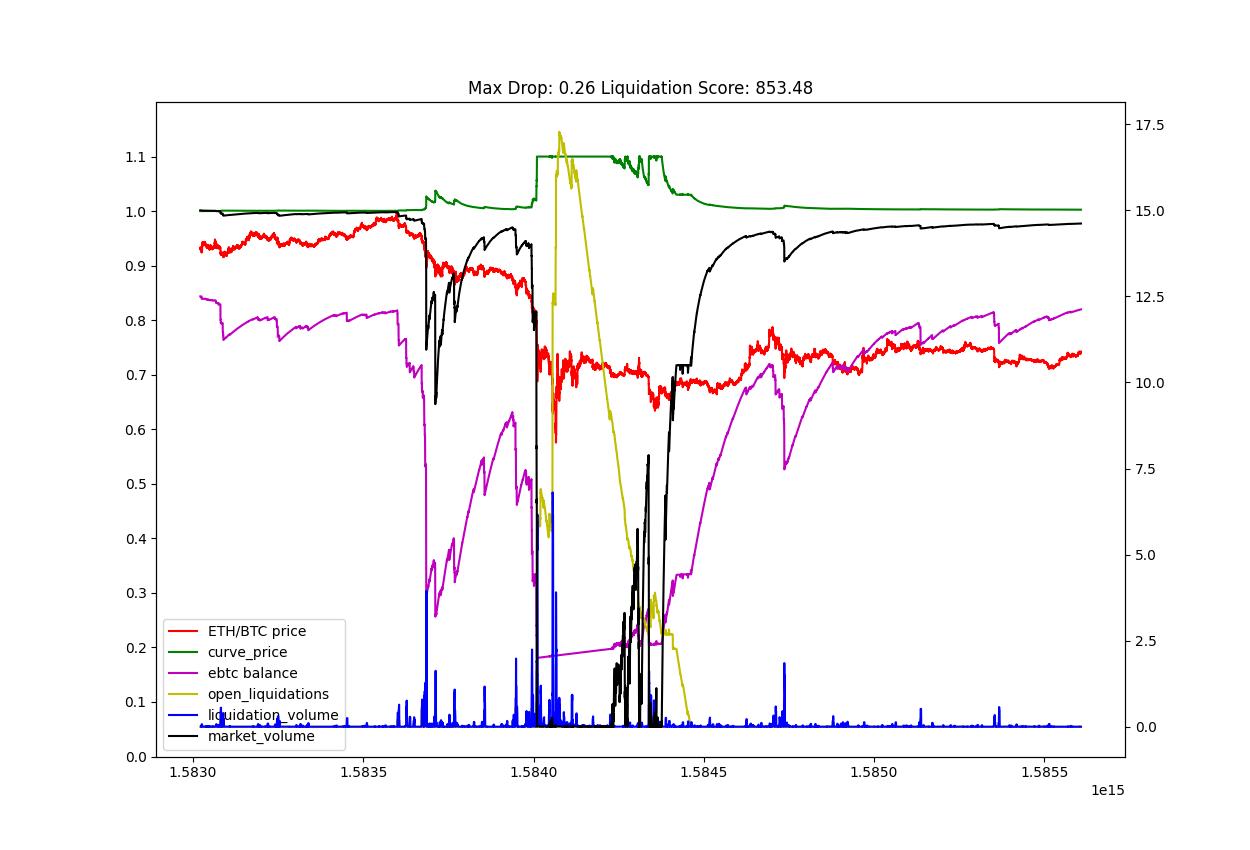 Max Drop: 0.26 Liquidation Score: 853.48
1.1
1.0
0.9
0.8
0.7
0.6
0.5
0.4
0.3
0.2
0.1
0.0
17.5
15.0
12.5
10.0
7.5
5.0
2.5
0.0
ETH/BTC price
curve_price
ebtc balance
open_liquidations
liquidation_volume
market_volume
1.5830 1.5835 1.5840 1.5845 1.5850 1.5855
1e15